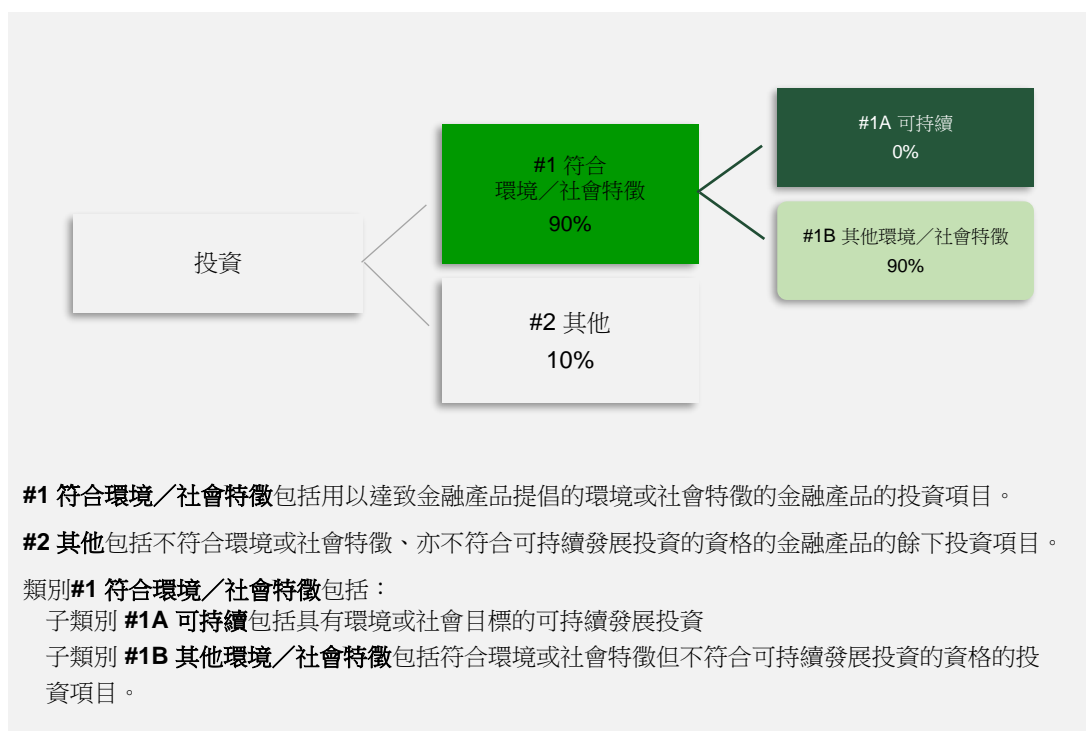 投資
#1 符合
環境／社會特徵
90%
#2 其他
10%
#1A 可持續
0%
#1B 其他環境／社會特徵
90%
#1 符合環境／社會特徵包括用以達致金融產品提倡的環境或社會特徵的金融產品的投資項目。
#2 其他包括不符合環境或社會特徵、亦不符合可持續發展投資的資格的金融產品的餘下投資項目。
類別#1 符合環境／社會特徵包括：
子類別 #1A 可持續包括具有環境或社會目標的可持續發展投資
子類別 #1B 其他環境／社會特徵包括符合環境或社會特徵但不符合可持續發展投資的資格的投
資項目。